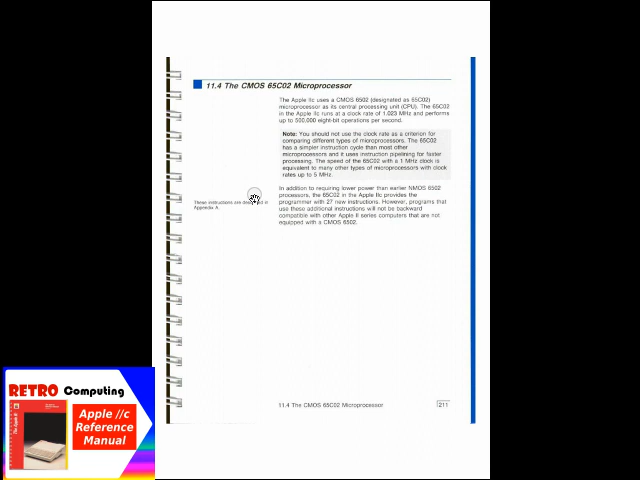 11.4 The CMOS 65C02 Microprocessor
The Apple IIc uses a CMOS 6502 (designated as 65C02)
microprocessor as its central processing unit (CPU). The 65C02
in the Apple IIc runs at a clock rate of 1.023 MHz and performs
up to 500,000 eight-bit operations per second.
Note: You should not use the clock rate as a criterion for
comparing different types of microprocessors. The 65C02
has a simpler instruction cycle than most other
microprocessors and it uses instruction pipelining for faster
processing. The speed of the 65C02 with a 1 MHz clock is
equivalent to many other types of microprocessors with clock
rates up to 5 MHz.
In addition to requiring lower power than earlier NMOS 6502
processors, the 65C02 in the Apple IIc provides the
programmer with 27 new instructions. However, programs that
use these additional instructions will not be backward
compatible with other Apple II series computers that are not
equipped with a CMOS 6502.
These instructions are in
Appendix A.
11.4 The CMOS 65C02 Microprocessor
211
RETRO Computing
Apple //c
Reference
Manual